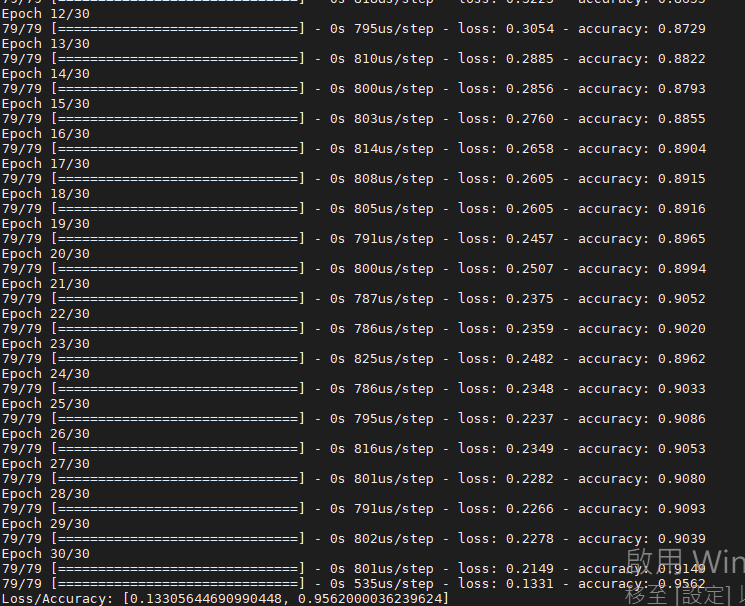 Epoch 12/30
79/79 [==============================] - 0s 795us/step - loss: 0.3054 - accuracy: 0.8729
Epoch 13/30
79/79 [==============================] - 0s 810us/step - loss: 0.2885 - accuracy: 0.8822
Epoch 14/30
79/79 [==============================] - 0s 800us/step - loss: 0.2856 - accuracy: 0.8793
Epoch 15/30
79/79 [==============================] - 0s 803us/step - loss: 0.2760 - accuracy: 0.8855
Epoch 16/30
79/79 [==============================] - 0s 814us/step - loss: 0.2658 - accuracy: 0.8904
Epoch 17/30
79/79 [==============================] - 0s 808us/step - loss: 0.2605 - accuracy: 0.8915
Epoch 18/30
79/79 [==============================] - 0s 805us/step - loss: 0.2605 - accuracy: 0.8916
Epoch 19/30
79/79 [==============================] - 0s 791us/step - loss: 0.2457 - accuracy: 0.8965
Epoch 20/30
79/79 [==============================] - 0s 800us/step - loss: 0.2507 - accuracy: 0.8994
Epoch 21/30
79/79 [==============================] - 0s 787us/step - loss: 0.2375 - accuracy: 0.9052
Epoch 22/30
79/79 [==============================] - 0s 786us/step - loss: 0.2359 - accuracy: 0.9020
Epoch 23/30
79/79 [==============================] - 0s 825us/step - loss: 0.2482 - accuracy: 0.8962
Epoch 24/30
79/79 [==============================] - 0s 786us/step - loss: 0.2348 - accuracy: 0.9033
Epoch 25/30
79/79 [==============================] - 0s 795us/step - loss: 0.2237 - accuracy: 0.9086
Epoch 26/30
79/79 [==============================] - 0s 816us/step - loss: 0.2349 - accuracy: 0.9053
Epoch 27/30
79/79 [==============================] - 0s 801us/step - loss: 0.2282 - accuracy: 0.9080
Epoch 28/30
79/79 [==============================] - 0s 791us/step - loss: 0.2266 - accuracy: 0.9093
Epoch 29/30
79/79 [==============================] - 0s 802us/step - loss: 0.2278 - accuracy: 0.9039
Epoch 30/30
79/79 [==============================] - 0s 801us/step - loss: 0.2149 - accuracy: 0.9149
79/79 [==============================] - 0s 535us/step - loss: 0.1331 - accuracy: 0.9562
Loss/Accuracy: [0.13305644690990448, 0.9562000036239624]
啟用 Win
移至 [設定] 以